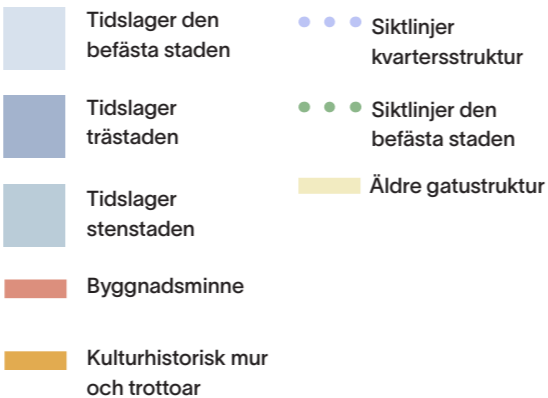 Tidslager den
befästa staden
Tidslager
trästaden
Tidslager
stenstaden
Byggnadsminne
Kulturhistorisk mur
och trottoar
Siktlinjer
kvartersstruktur
Siktlinjer den
befästa staden
Äldre gatustruktur